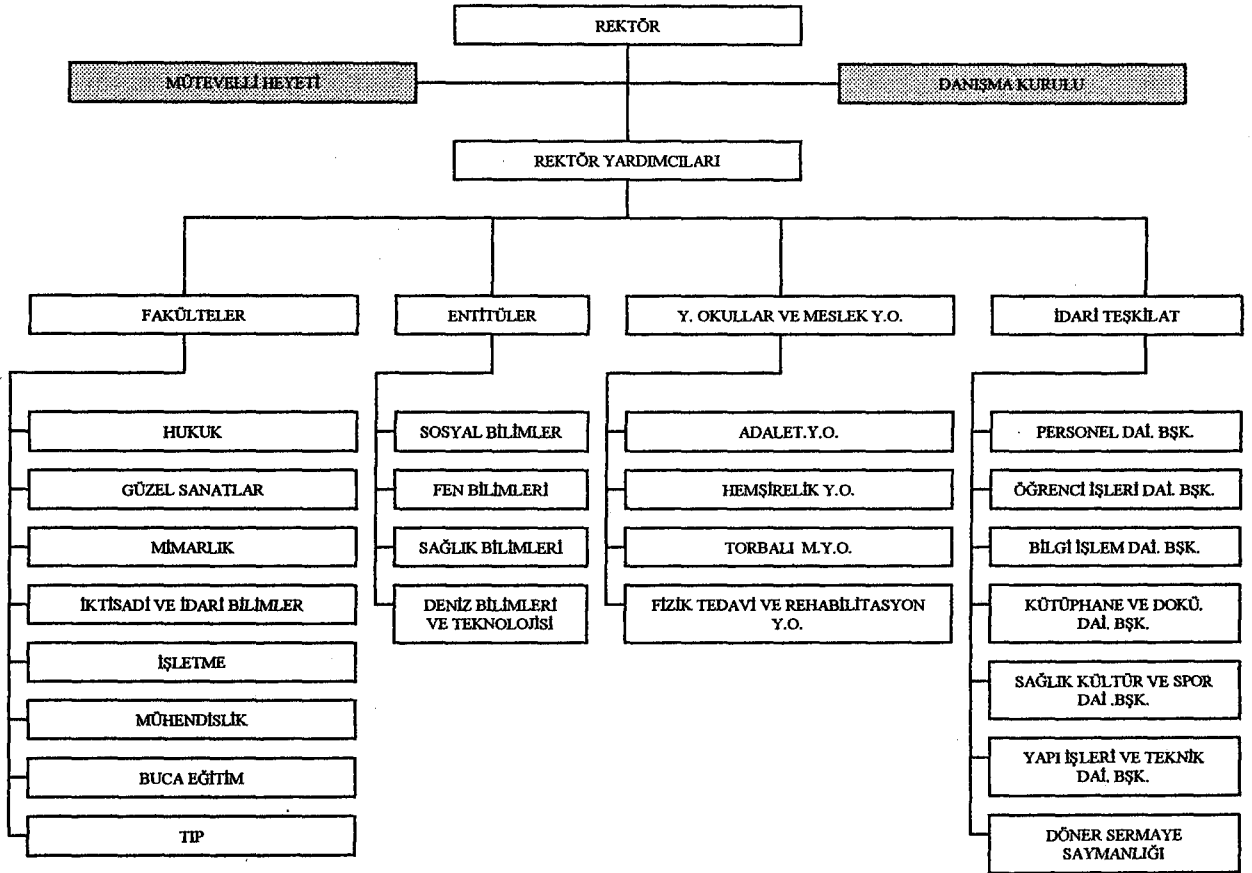 REKTÖR
MÜTEVELLİ HEYETİ
DANIŞMA KURULU
REKTÖR YARDIMCILARI
FAKÜLTELER
HUKUK
GÜZEL SANATLAR
MİMARLIK
İKTİSADİ VE İDARİ BİLİMLER
İŞLETME
MÜHENDİSLİK
BUCA EĞİTİM
TIP
ENTİTÜLER
SOSYAL BİLİMLER
FEN BİLİMLERİ
SAĞLIK BİLİMLERİ
DENİZ BİLİMLERİ
VE TEKNOLOJİSİ
Y. OKULLAR VE MESLEK Y.O.
ADALET.Y.O.
HEMŞİRELİK Y.O.
TORBALI M.Y.O.
FİZİK TEDAVİ VE REHABİLITASYON
Y.O.
İDARİ TEŞKİLAT
PERSONEL DAİ. BŞK.
ÖĞRENCİ İŞLERİ DAİ. BŞK.
BİLGİ İŞLEM DAİ. BŞK.
KÜTÜPHANE VE DOKÜ.
DAİ. BŞK.
SAĞLIK KÜLTÜR VE SPOR
DAİ .BŞK.
YAPI İŞLERİ VE TEKNİK
DAİ. BŞK.
DÖNER SERMAYE
SAYMANLIĞI